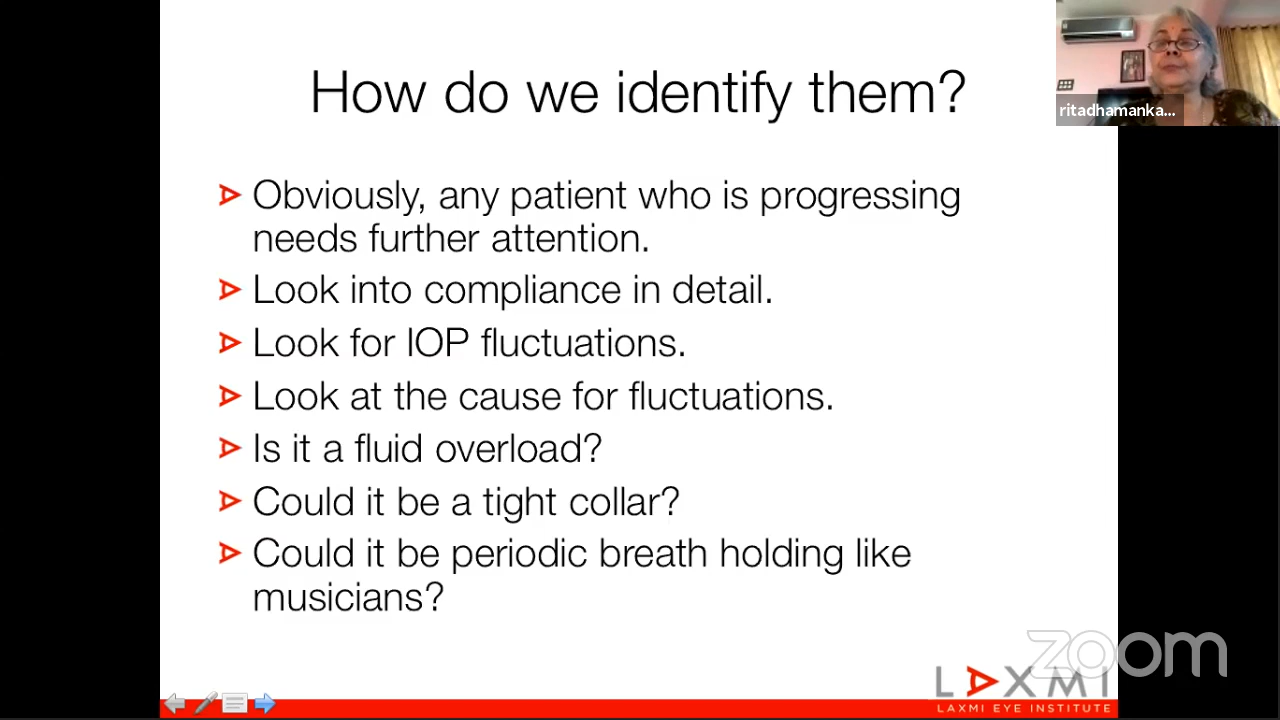 How do we identify them?
ritadhamanka...
Obviously, any patient who is progressing
needs further attention.
Look into compliance in detail.
Look for IOP fluctuations.
Look at the cause for fluctuations.
Is it a fluid overload?
Could it be a tight collar?
Could it be periodic breath holding like
musicians?
zoom
LAXMI
LAXMI EYE INSTITUTE